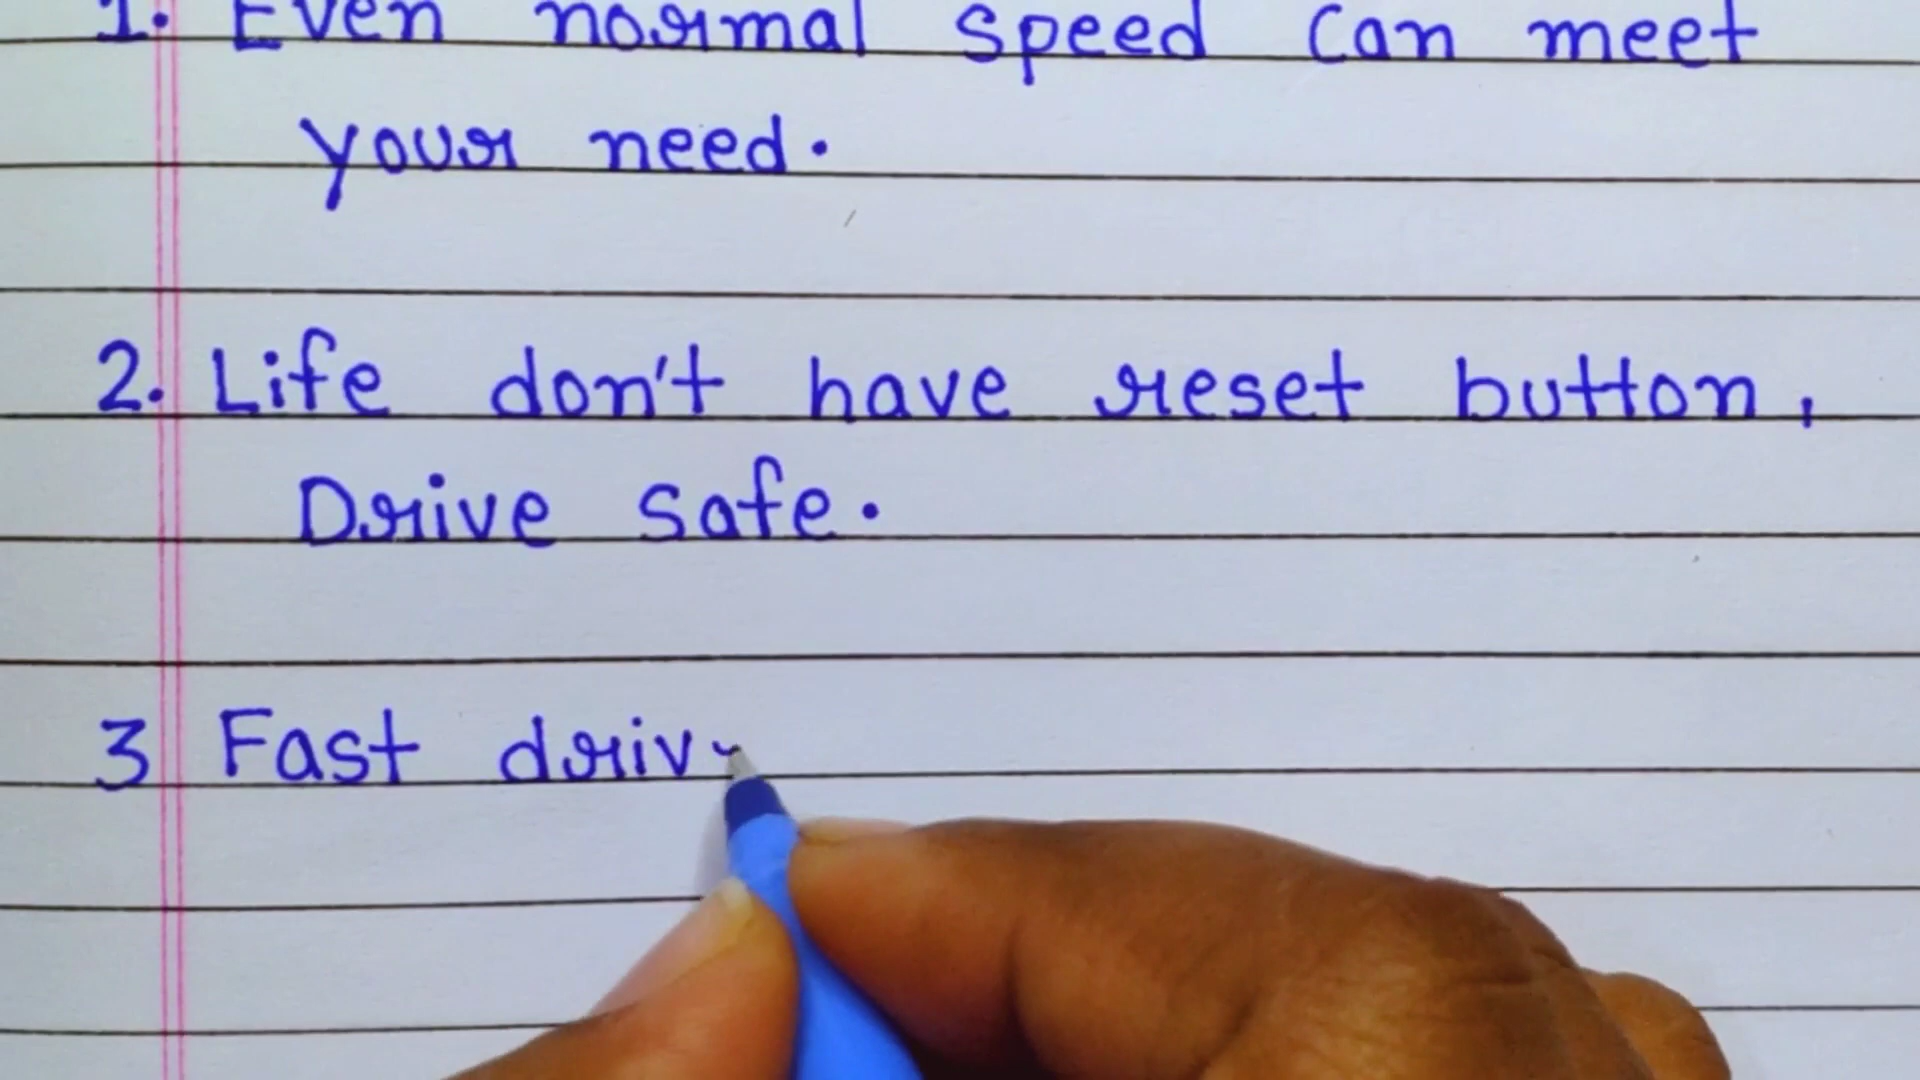 1. Even normal speed can meet
your need.
2. Life don't have reset button,
Drive safe.
3 Fast driv